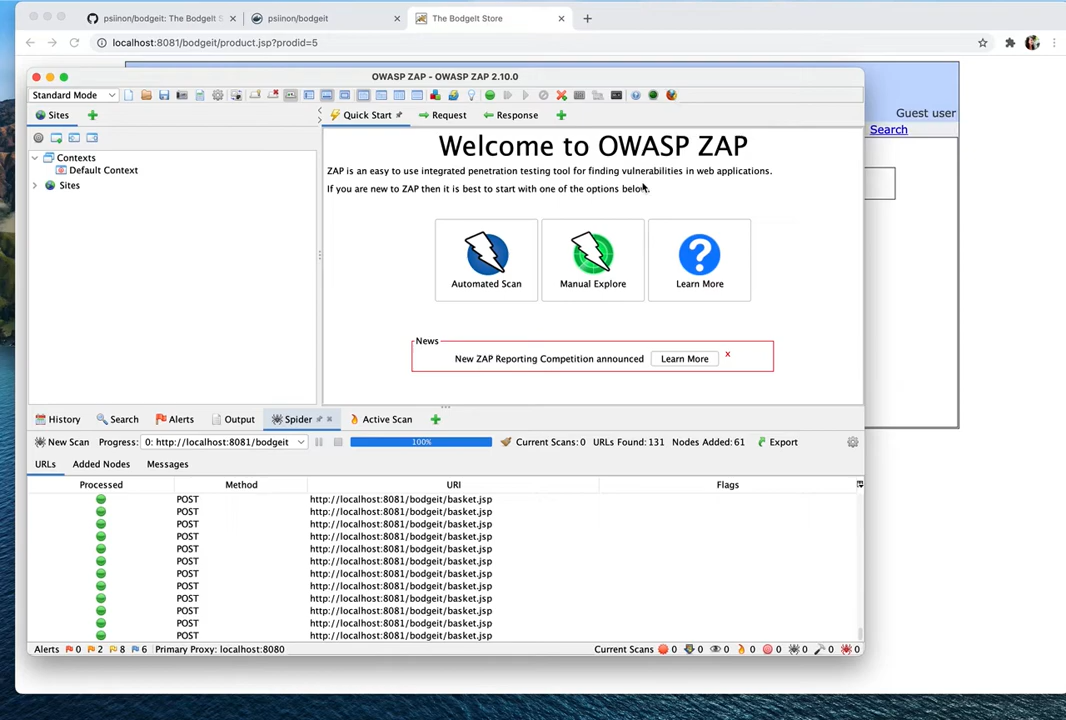 psiinon/bodgeit: The BodgeIt S
psiinon/bodgeit
The BodgeIt Store
localhost:8081/bodgeit/product.jsp?prodid=5
OWASP ZAP - OWASP ZAP 2.10.0
Standard Mode
Guest user
Search
Sites
Quick Start
Request
Response
Contexts
Default Context
Sites
Welcome to OWASP ZAP
ZAP is an easy to use integrated penetration testing tool for finding vulnerabilities in web applications.
If you are new to ZAP then it is best to start with one of the options below.
Automated Scan
Manual Explore
Learn More
News
New ZAP Reporting Competition announced
Learn More
x
History
Search
Alerts
Output
Spider
Active Scan
New Scan
Progress:
0: http://localhost:8081/bodgeit
100%
Current Scans: 0
URLs Found: 131
Nodes Added: 61
Export
URLs
Added Nodes
Messages
Processed
Method
URI
Flags
POST http://localhost:8081/bodgeit/basket.jsp
POST http://localhost:8081/bodgeit/basket.jsp
POST http://localhost:8081/bodgeit/basket.jsp
POST http://localhost:8081/bodgeit/basket.jsp
POST http://localhost:8081/bodgeit/basket.jsp
POST http://localhost:8081/bodgeit/basket.jsp
POST http://localhost:8081/bodgeit/basket.jsp
POST http://localhost:8081/bodgeit/basket.jsp
POST http://localhost:8081/bodgeit/basket.jsp
POST http://localhost:8081/bodgeit/basket.jsp
POST http://localhost:8081/bodgeit/basket.jsp
POST http://localhost:8081/bodgeit/basket.jsp
Alerts 0 2 8 6 Primary Proxy: localhost:8080
Current Scans 0 0 0 0 0 0 0 0